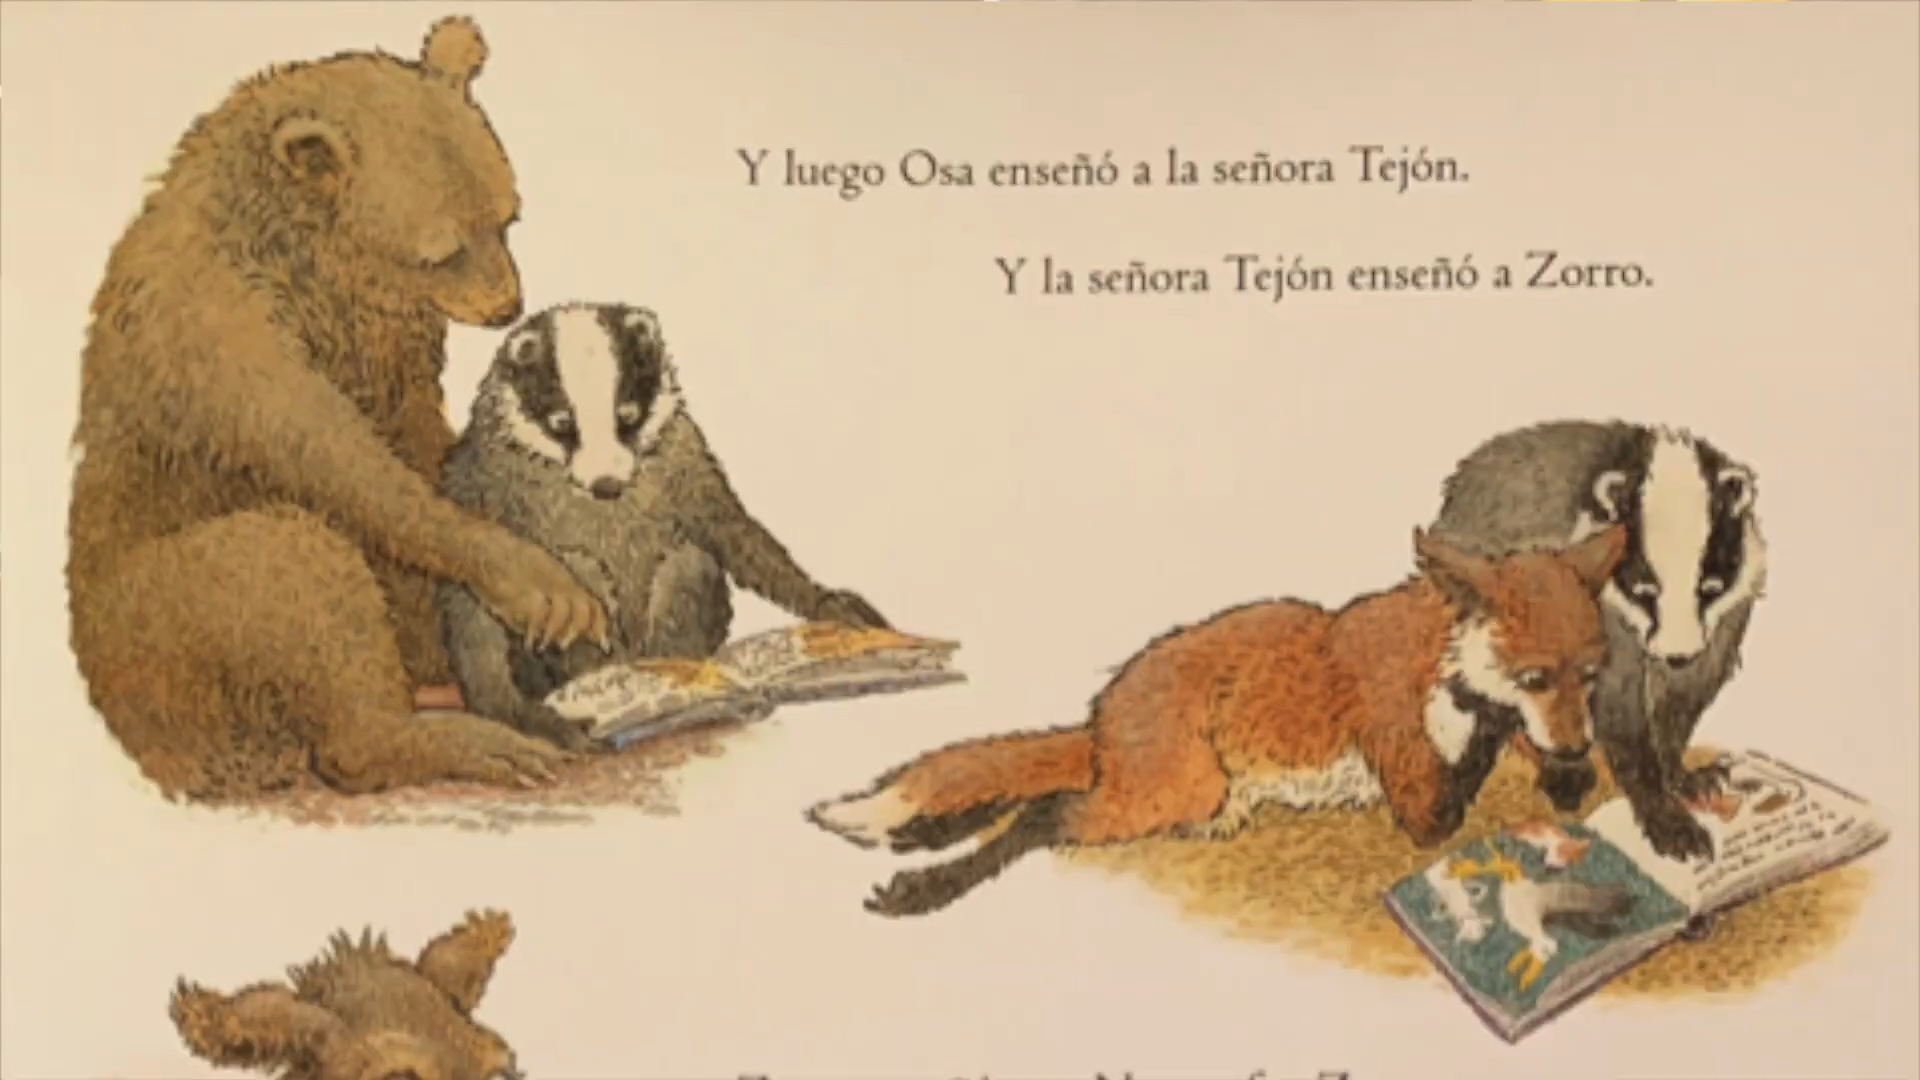 Y luego Osa enseñó a la señora Tejón.
Y la señora Tejón enseñó a Zorro.